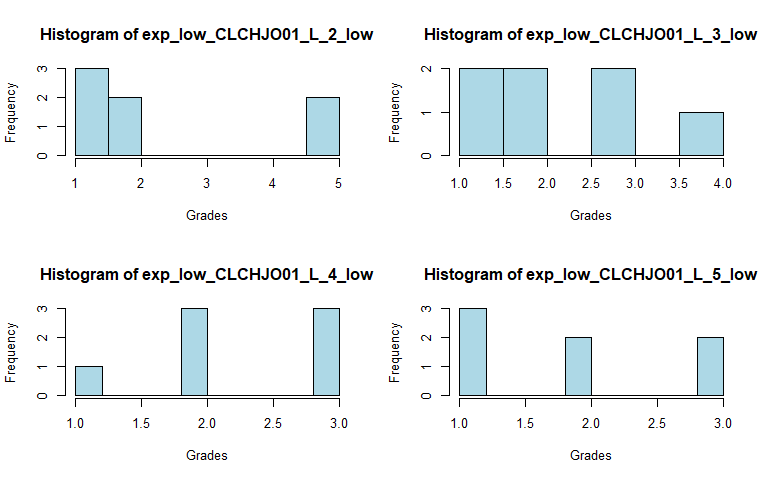 Histogram of exp_low_CLCHJO01_L_2_low
Frequency
3
2
1
0
1 2 3 4 5
Grades
Histogram of exp_low_CLCHJO01_L_3_low
Frequency
2
1
0
1.0 1.5 2.0 2.5 3.0 3.5 4.0
Grades
Histogram of exp_low_CLCHJO01_L_4_low
Frequency
3
2
1
0
1.0 1.5 2.0 2.5 3.0
Grades
Histogram of exp_low_CLCHJO01_L_5_low
Frequency
3
2
1
0
1.0 1.5 2.0 2.5 3.0
Grades